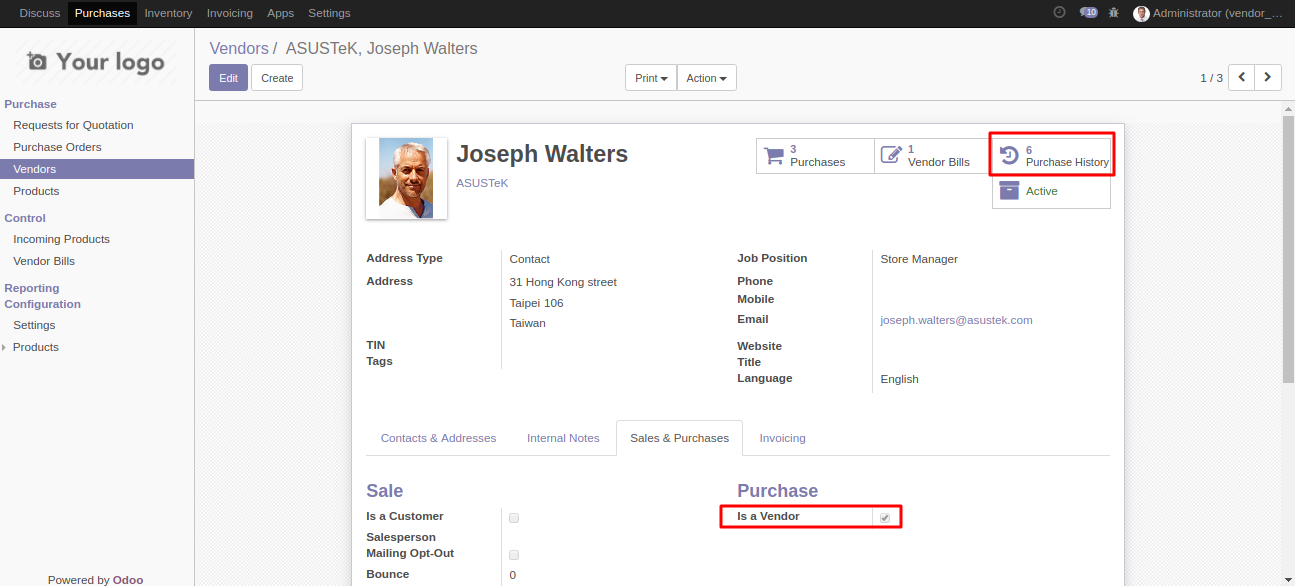 Discuss Purchases Inventory Invoicing Apps Settings 10 Administrator (vendor_...
Your logo
Purchase
Requests for Quotation
Purchase Orders
Vendors
Products
Control
Incoming Products
Vendor Bills
Reporting
Configuration
Settings
Products
Powered by Odoo
Vendors / ASUSTeK, Joseph Walters
Edit Create Print Action 1 / 3
Joseph Walters
ASUSTeK
3 Purchases
1 Vendor Bills
6 Purchase History
Active
Address Type Contact
Address 31 Hong Kong street
Taipei 106
Taiwan
TIN
Tags
Job Position Store Manager
Phone
Mobile
Email joseph.walters@asustek.com
Website
Title
Language English
Contacts & Addresses Internal Notes Sales & Purchases Invoicing
Sale
Is a Customer
Salesperson
Mailing Opt-Out
Bounce 0
Purchase
Is a Vendor